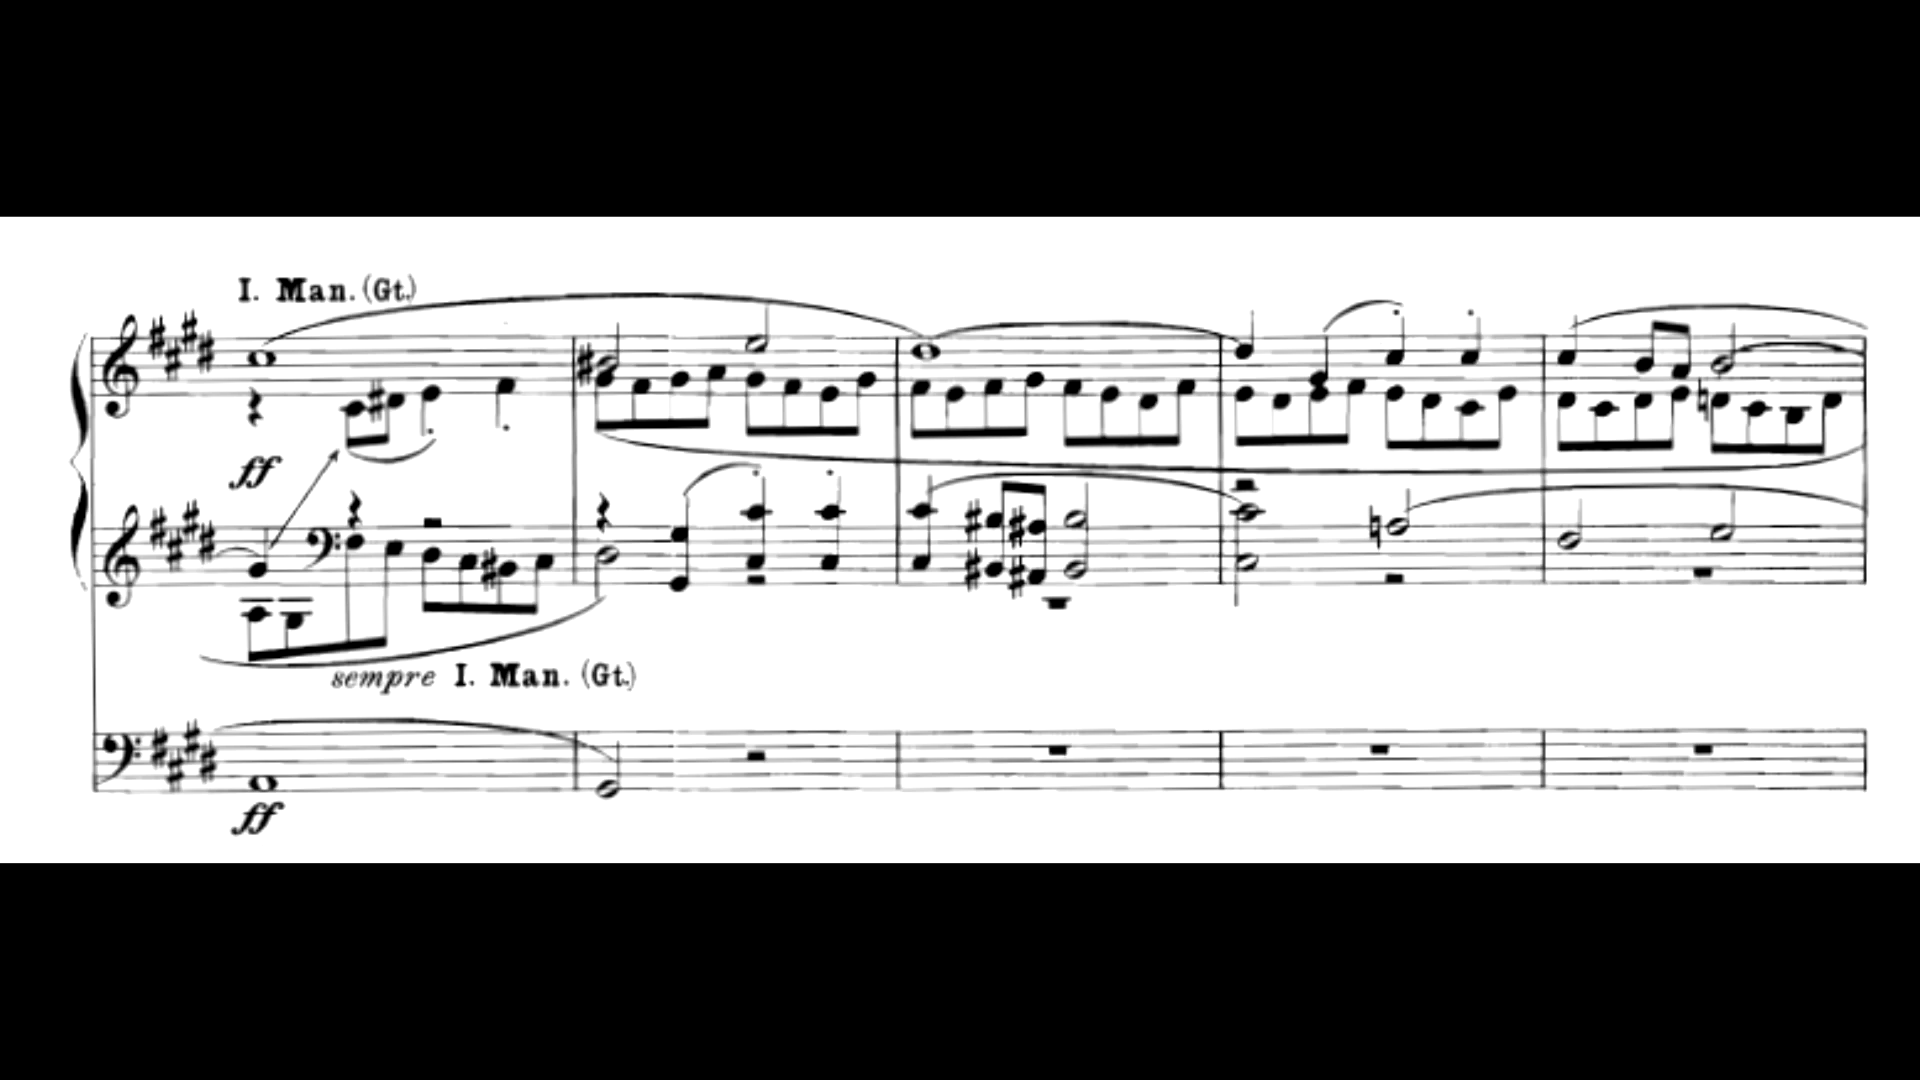 I. Man. (Gt.)
ff
sempre I. Man. (Gt.)
ff